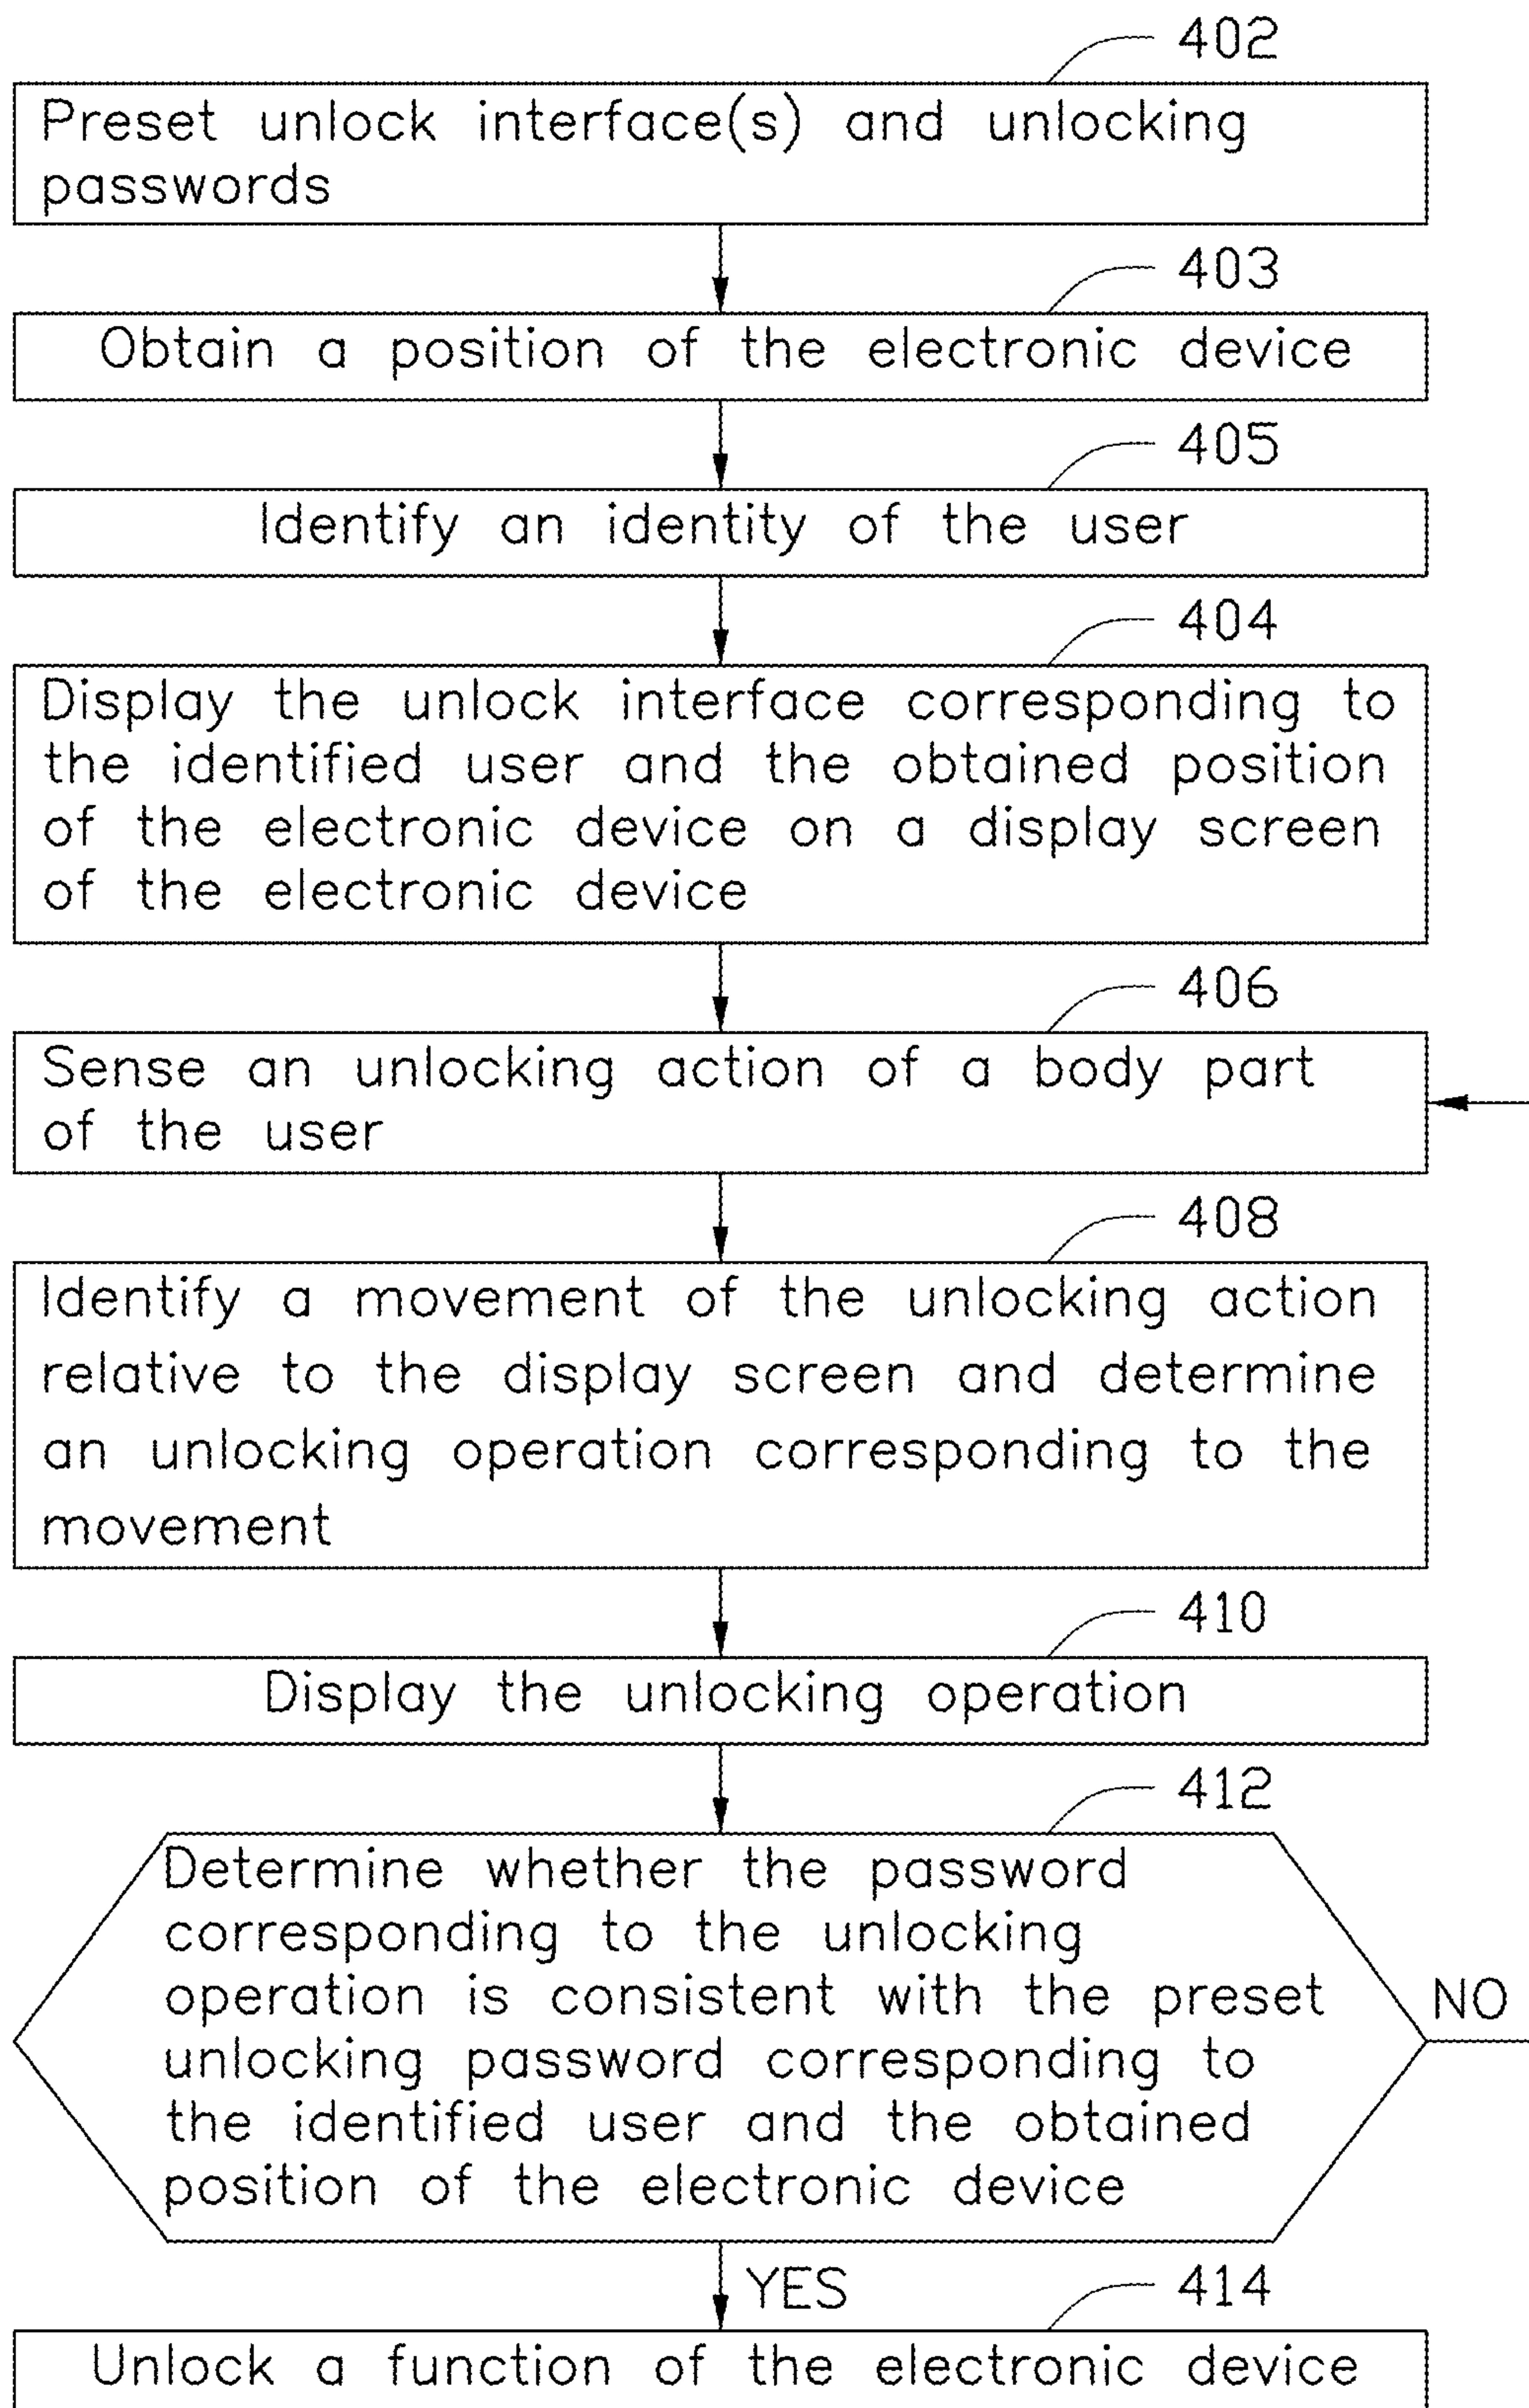 402
Preset unlock interface(s) and unlocking
passwords
403
Obtain a position of the electronic device
405
Identify an identity of the user
404
Display the unlock interface corresponding to
the identified user and the obtained position
of the electronic device on a display screen
of the electronic device
406
Sense an unlocking action of a body part
of the user
408
Identify a movement of the unlocking action
relative to the display screen and determine
an unlocking operation corresponding to the
movement
410
Display the unlocking operation
412
Determine whether the password
corresponding to the unlocking
operation is consistent with the preset
unlocking password corresponding to
the identified user and the obtained
position of the electronic device
NO
YES
414
Unlock a function of the electronic device